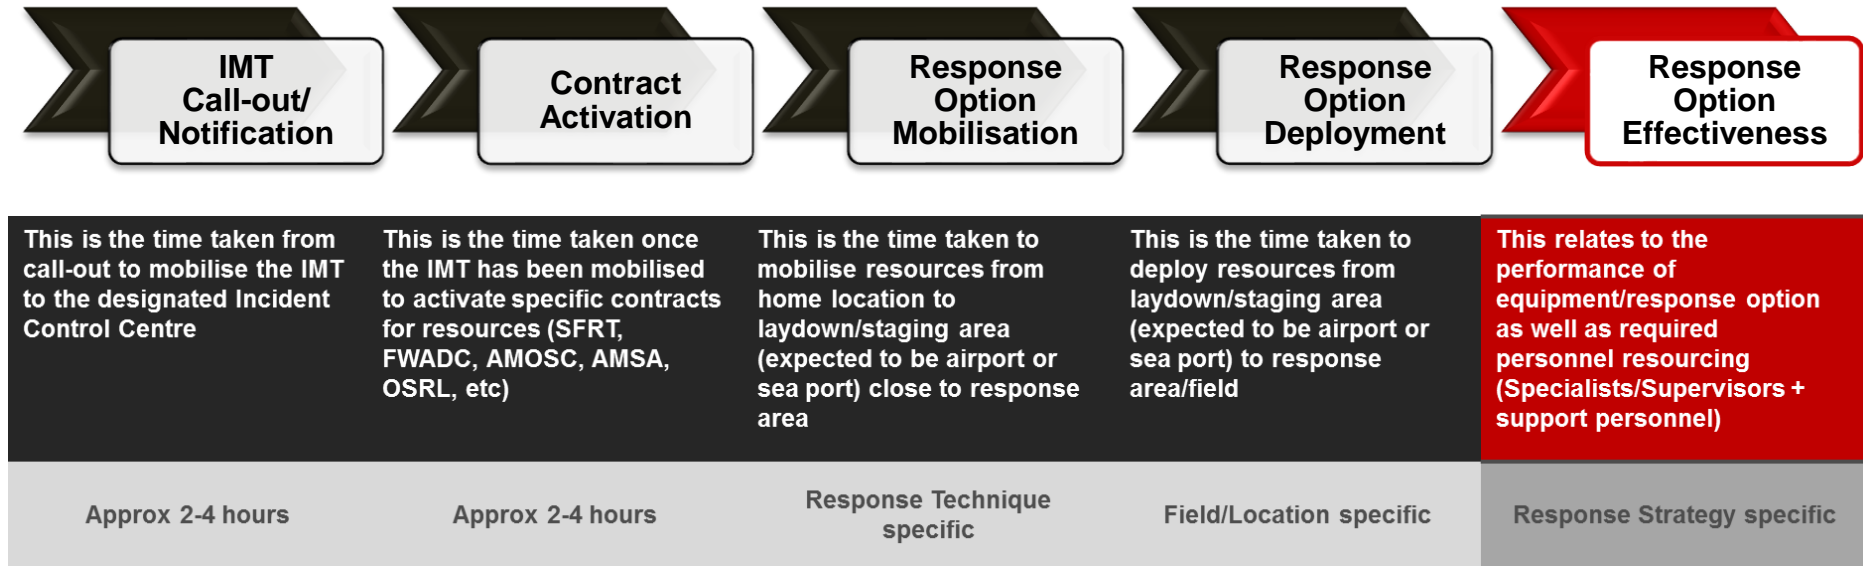 IMT
Call-out/
Notification
Contract
Activation
Response
Option
Mobilisation
Response
Option
Deployment
Response
Option
Effectiveness
This is the time taken from
call-out to mobilise the IMT
to the designated Incident
Control Centre
This is the time taken once
the IMT has been mobilised
to activate specific contracts
for resources (SFRT,
FWADC, AMOSC, AMSA,
OSRL, etc)
This is the time taken to
mobilise resources from
home location to
laydown/staging area
(expected to be airport or
sea port) close to response
area
This is the time taken to
deploy resources from
laydown/staging area
(expected to be airport or
sea port) to response
area/field
This relates to the
performance of
equipment/response option
as well as required
personnel resourcing
(Specialists/Supervisors +
support personnel)
Approx 2-4 hours
Approx 2-4 hours
Response Technique
specific
Field/Location specific
Response Strategy specific